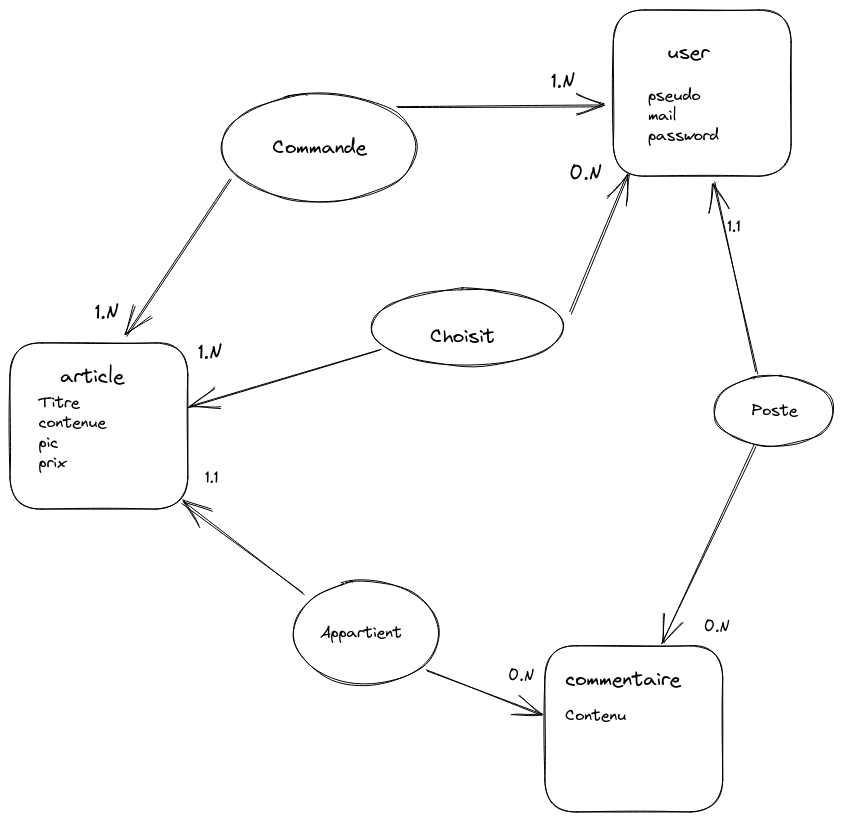 user
pseudo
mail
password
1.N
Commande
0.N
1.1
1.N
Choisit
1.N
article
Titre
contenue
pic
prix
Poste
1.1
Appartient
0.N
0.N
commentaire
Contenu